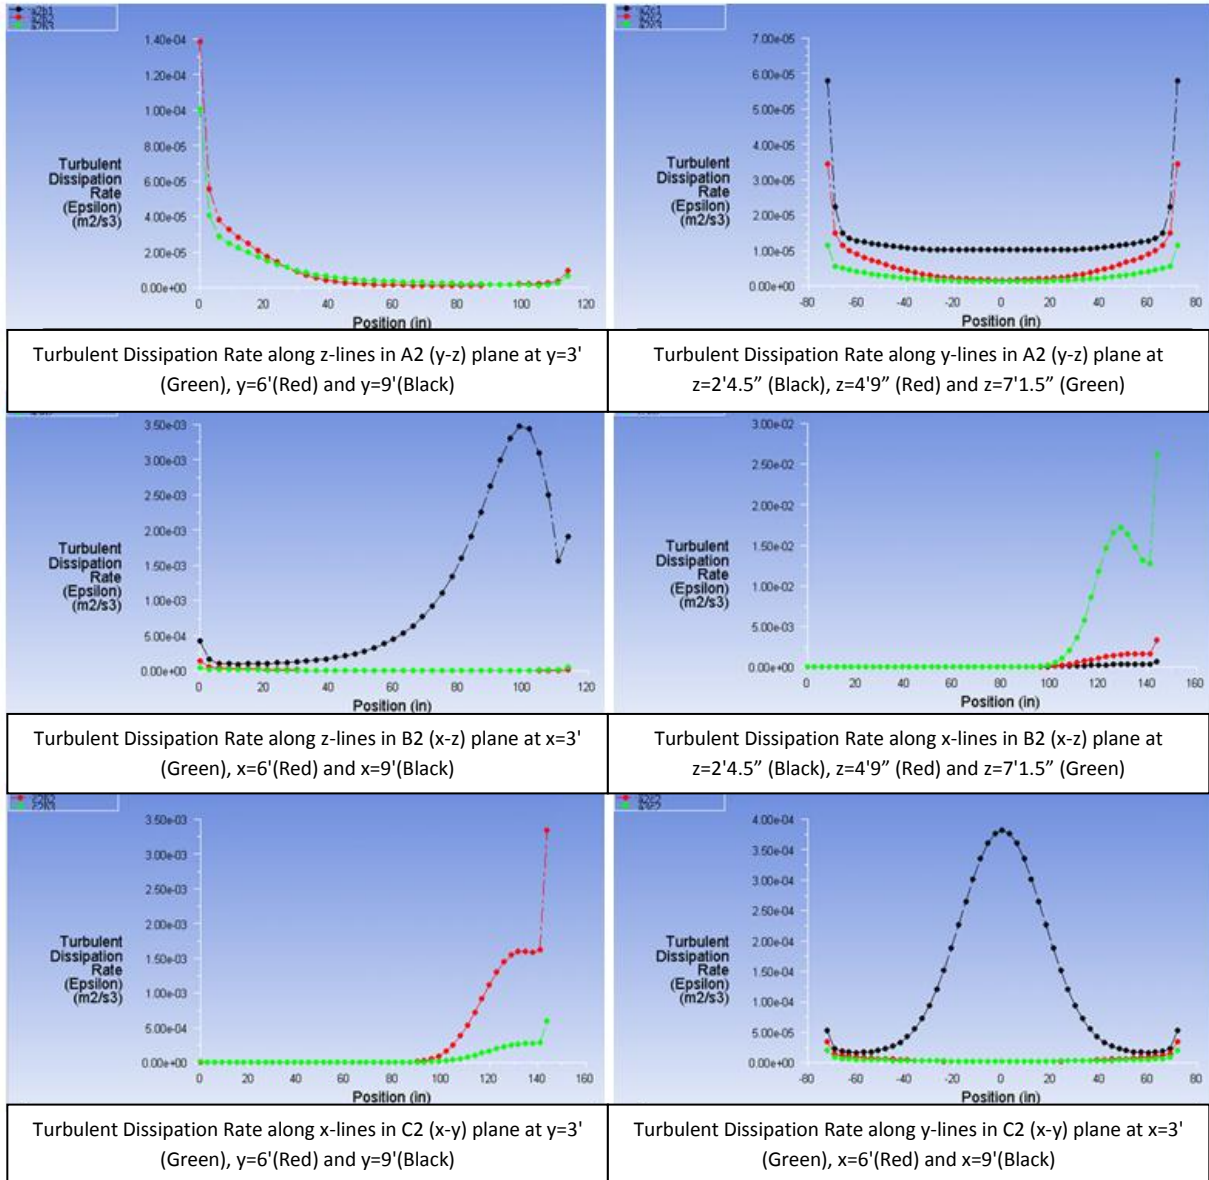 a2b1
a2b2
a2b3
1.40e-04
1.20e-04
1.00e-04
8.00e-05
6.00e-05
4.00e-05
2.00e-05
0.00e+00
Turbulent
Dissipation
Rate
(Epsilon)
(m2/s3)
0 20 40 60 80 100 120
Position (in)
a2c1
a2c2
a2c3
7.00e-05
6.00e-05
5.00e-05
4.00e-05
3.00e-05
2.00e-05
1.00e-05
0.00e+00
Turbulent
Dissipation
Rate
(Epsilon)
(m2/s3)
-80 -60 -40 -20 0 20 40 60 80
Position (in)
Turbulent Dissipation Rate along z-lines in A2 (y-z) plane at y=3'
(Green), y=6'(Red) and y=9'(Black)
Turbulent Dissipation Rate along y-lines in A2 (y-z) plane at
z=2'4.5” (Black), z=4'9” (Red) and z=7'1.5” (Green)
3.50e-03
3.00e-03
2.50e-03
2.00e-03
1.50e-03
1.00e-03
5.00e-04
0.00e+00
Turbulent
Dissipation
Rate
(Epsilon)
(m2/s3)
0 20 40 60 80 100 120
Position (in)
3.00e-02
2.50e-02
2.00e-02
1.50e-02
1.00e-02
5.00e-03
0.00e+00
Turbulent
Dissipation
Rate
(Epsilon)
(m2/s3)
0 20 40 60 80 100 120 140 160
Position (in)
Turbulent Dissipation Rate along z-lines in B2 (x-z) plane at x=3'
(Green), x=6'(Red) and x=9'(Black)
Turbulent Dissipation Rate along x-lines in B2 (x-z) plane at
z=2'4.5” (Black), z=4'9” (Red) and z=7'1.5” (Green)
3.50e-03
3.00e-03
2.50e-03
2.00e-03
1.50e-03
1.00e-03
5.00e-04
0.00e+00
Turbulent
Dissipation
Rate
(Epsilon)
(m2/s3)
0 20 40 60 80 100 120 140 160
Position (in)
4.00e-04
3.50e-04
3.00e-04
2.50e-04
2.00e-04
1.50e-04
1.00e-04
5.00e-05
0.00e+00
Turbulent
Dissipation
Rate
(Epsilon)
(m2/s3)
-80 -60 -40 -20 0 20 40 60 80
Position (in)
Turbulent Dissipation Rate along x-lines in C2 (x-y) plane at y=3'
(Green), y=6'(Red) and y=9'(Black)
Turbulent Dissipation Rate along y-lines in C2 (x-y) plane at x=3'
(Green), x=6'(Red) and x=9'(Black)